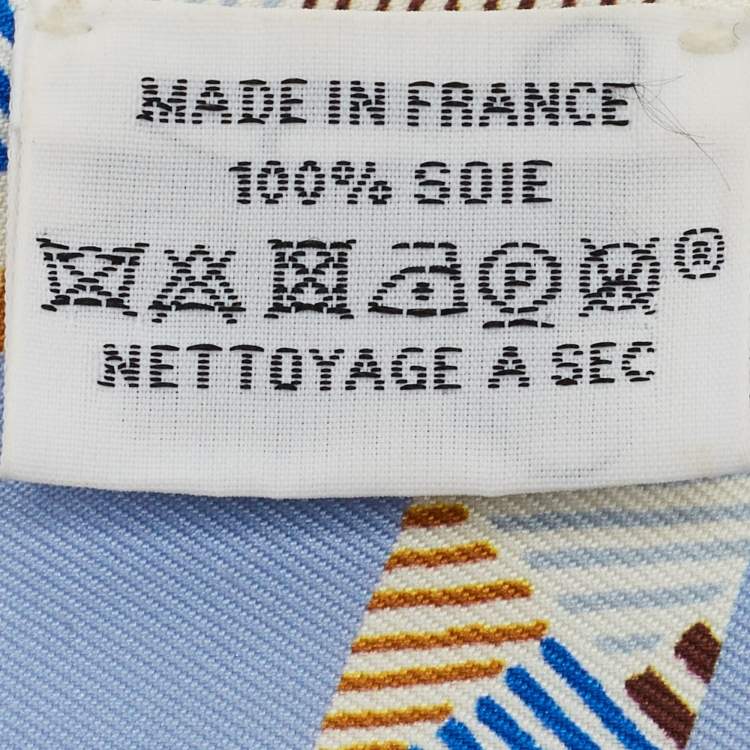 MADE IN FRANCE
100% SOIE
P ®
NETTOYAGE A SEC